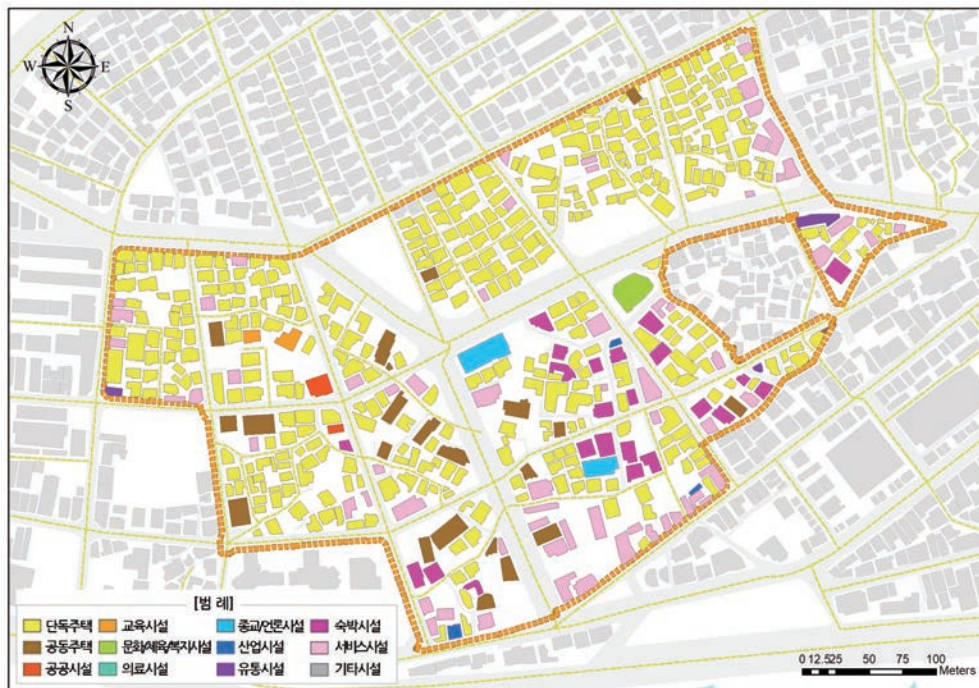 N
W E
S
[범 례]
단독주택 교육시설 종교/언론시설 숙박시설
공동주택 문화/체육/복지시설 산업시설 서비스시설
공공시설 의료시설 유통시설 기타시설
0 12.525 50 75 100
Meters